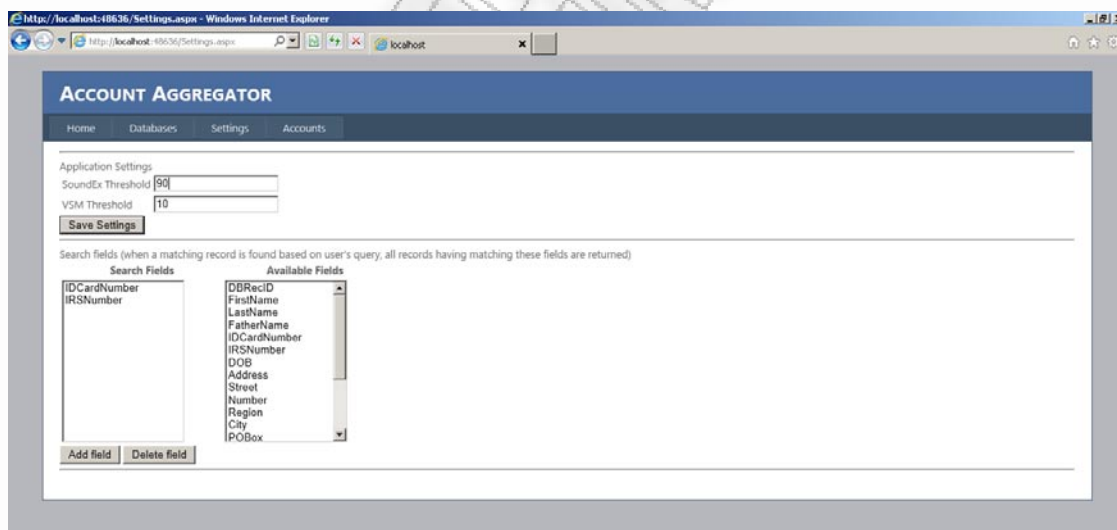 http://localhost:48636/Settings.aspx - Windows Internet Explorer
http://localhost:48636/Settings.aspx
localhost
ACCOUNT AGGREGATOR
Home Databases Settings Accounts
Application Settings
SoundEx Threshold 90
VSM Threshold 10
Save Settings
Search fields (when a matching record is found based on user's query, all records having matching these fields are returned)
Search Fields Available Fields
IDCardNumber DBRecID
IRSNumber FirstName
LastName
FatherName
IDCardNumber
IRSNumber
DOB
Address
Street
Number
Region
City
POBox
Add field Delete field